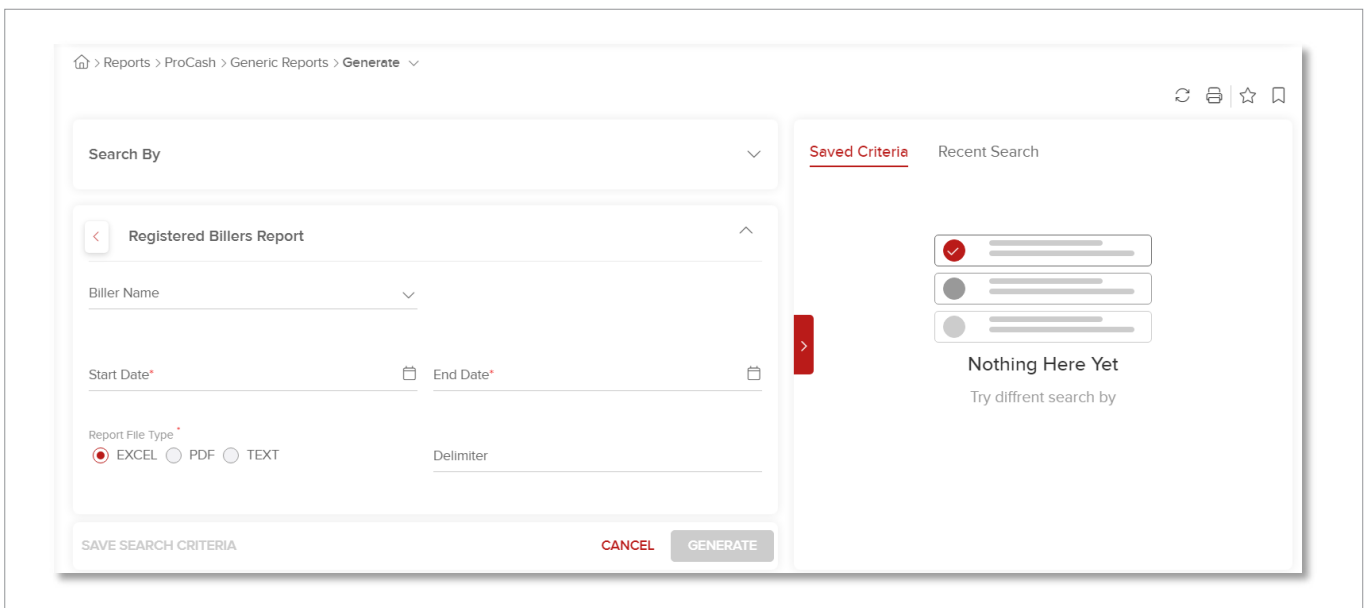 > Reports > ProCash > Generic Reports > Generate
Search By
Registered Billers Report
Biller Name
Start Date* End Date*
Report File Type *
EXCEL PDF TEXT Delimiter
SAVE SEARCH CRITERIA CANCEL GENERATE
Saved Criteria Recent Search
Nothing Here Yet
Try diffrent search by